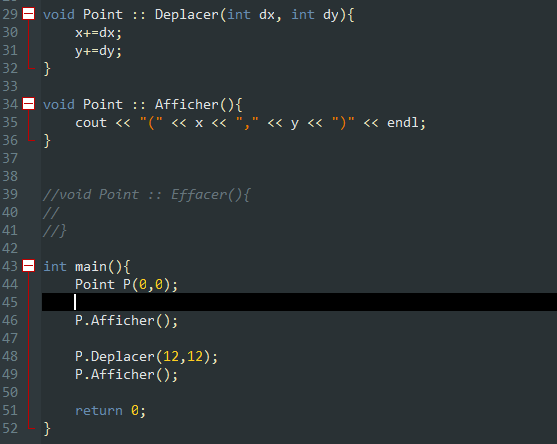 29 void Point :: Deplacer(int dx, int dy){
30     x+=dx;
31     y+=dy;
32 }
33
34 void Point :: Afficher(){
35     cout << "(" << x << "," << y << ")" << endl;
36 }
37
38
39 //void Point :: Effacer(){
40 //
41 //}
42
43 int main(){
44     Point P(0,0);
45
46     P.Afficher();
47
48     P.Deplacer(12,12);
49     P.Afficher();
50
51     return 0;
52 }